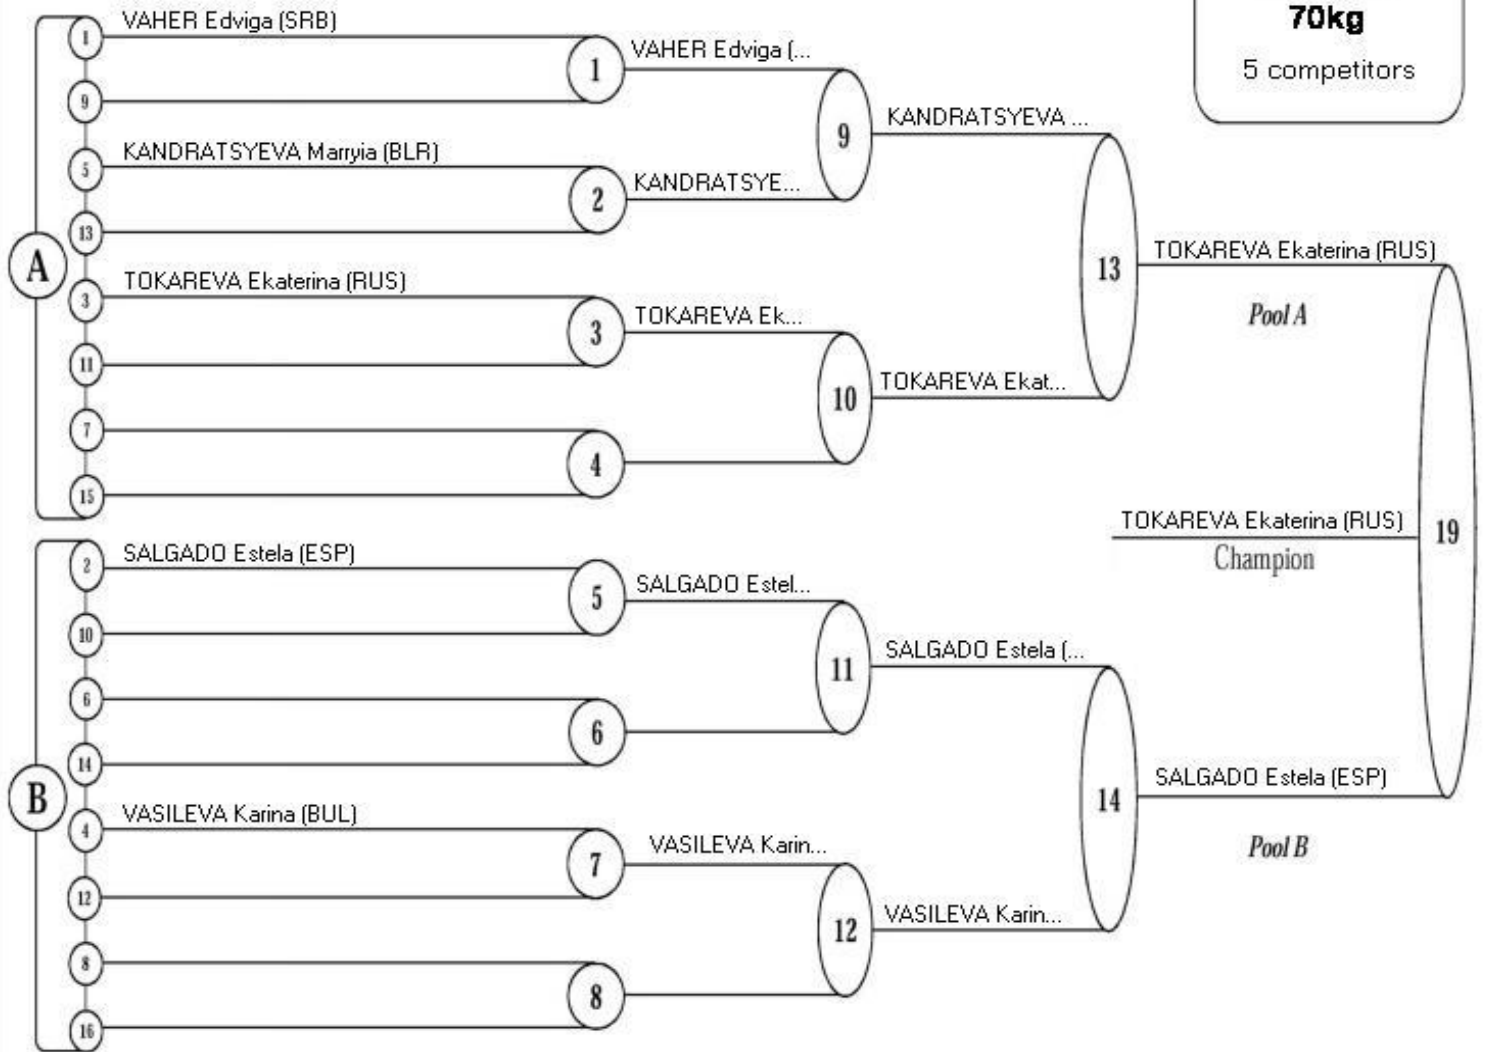 70kg
5 competitors
A
1
VAHER Edviga (SRB)
9
5
KANDRATSYEVA Marryia (BLR)
13
3
TOKAREVA Ekaterina (RUS)
11
7
15
B
2
SALGADO Estela (ESP)
10
6
14
4
VASILEVA Karina (BUL)
12
8
16
1
VAHER Edviga (...
2
KANDRATSYE...
3
TOKAREVA Ek...
4
5
SALGADO Estel...
6
7
VASILEVA Karin...
8
9
KANDRATSYEVA ...
10
TOKAREVA Ekat...
11
SALGADO Estela (...
12
VASILEVA Karin...
13
TOKAREVA Ekaterina (RUS)
Pool A
14
SALGADO Estela (ESP)
Pool B
19
TOKAREVA Ekaterina (RUS)
Champion